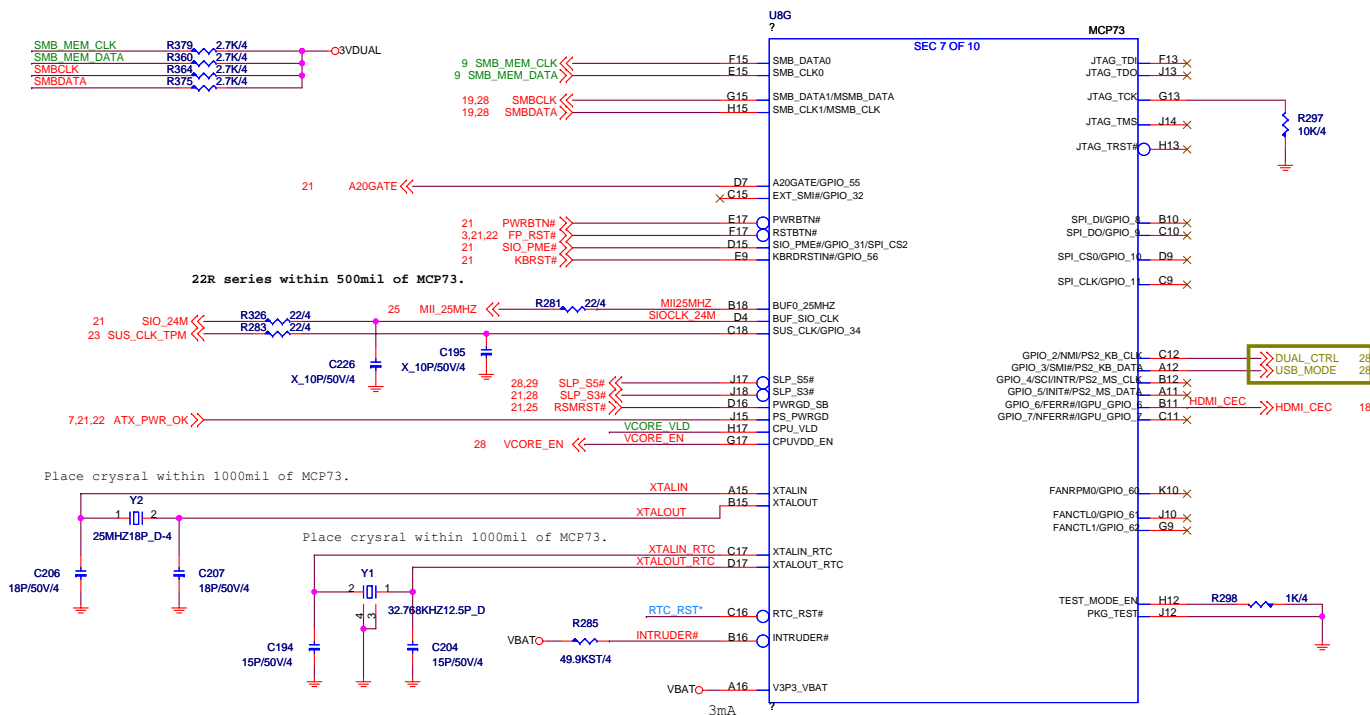 U8G
?
MCP73
SEC 7 OF 10
SMB_MEM_CLK R379 2.7K/4
SMB_MEM_DATA R360 2.7K/4
SMBCLK R364 2.7K/4
SMBDATA R375 2.7K/4
3VDUAL
9 SMB_MEM_CLK F15 SMB_DATA0
9 SMB_MEM_DATA E15 SMB_CLK0
19,28 SMBCLK G15 SMB_DATA1/MSMB_DATA
19,28 SMBDATA H15 SMB_CLK1/MSMB_CLK
JTAG_TDI F13
JTAG_TDO J13
JTAG_TCK G13
JTAG_TMS J14
JTAG_TRST# H13
R297
10K/4
21 A20GATE D7 A20GATE/GPIO_55
C15 EXT_SMI#/GPIO_32
21 PWRBTN# E17 PWRBTN#
3,21,22 FP_RST# F17 RSTBTN#
21 SIO_PME# D15 SIO_PME#/GPIO_31/SPI_CS2
21 KBRST# E9 KBRDRSTIN#/GPIO_56
SPI_DI/GPIO_8 B10
SPI_DO/GPIO_9 C10
SPI_CS0/GPIO_10 D9
SPI_CLK/GPIO_11 C9
22R series within 500mil of MCP73.
25 MII_25MHZ R281 22/4 MII25MHZ B18 BUF0_25MHZ
21 SIO_24M R326 22/4 SIOCLK_24M D4 BUF_SIO_CLK
23 SUS_CLK_TPM R283 22/4 C18 SUS_CLK/GPIO_34
C226
X_10P/50V/4
C195
X_10P/50V/4
GPIO_2/NMI/PS2_KB_CLK C12 DUAL_CTRL 28
GPIO_3/SMI#/PS2_KB_DATA A12 USB_MODE 28
GPIO_4/SCI/INTR/PS2_MS_CLK B12
GPIO_5/INIT#/PS2_MS_DATA A11
GPIO_6/FERR#/IGPU_GPIO_6 B11 HDMI_CEC HDMI_CEC 18
GPIO_7/NFERR#/IGPU_GPIO_7 C11
28,29 SLP_S5# J17 SLP_S5#
21,28 SLP_S3# J18 SLP_S3#
21,25 RSMRST# D16 PWRGD_SB
7,21,22 ATX_PWR_OK J15 PS_PWRGD
VCORE_VLD H17 CPU_VLD
28 VCORE_EN VCORE_EN G17 CPUVDD_EN
Place crysral within 1000mil of MCP73.
XTALIN A15 XTALIN
XTALOUT B15 XTALOUT
Y2
1 2
25MHZ18P_D-4
C206
18P/50V/4
C207
18P/50V/4
FANRPM0/GPIO_60 K10
FANCTL0/GPIO_61 J10
FANCTL1/GPIO_62 G9
Place crysral within 1000mil of MCP73.
XTALIN_RTC C17 XTALIN_RTC
XTALOUT_RTC D17 XTALOUT_RTC
Y1
2 1
4 3
32.768KHZ12.5P_D
C194
15P/50V/4
C204
15P/50V/4
RTC_RST* C16 RTC_RST#
VBAT R285 49.9KST/4 INTRUDER# B16 INTRUDER#
TEST_MODE_EN H12 R298 1K/4
PKG_TEST J12
VBAT A16 V3P3_VBAT
3mA
?